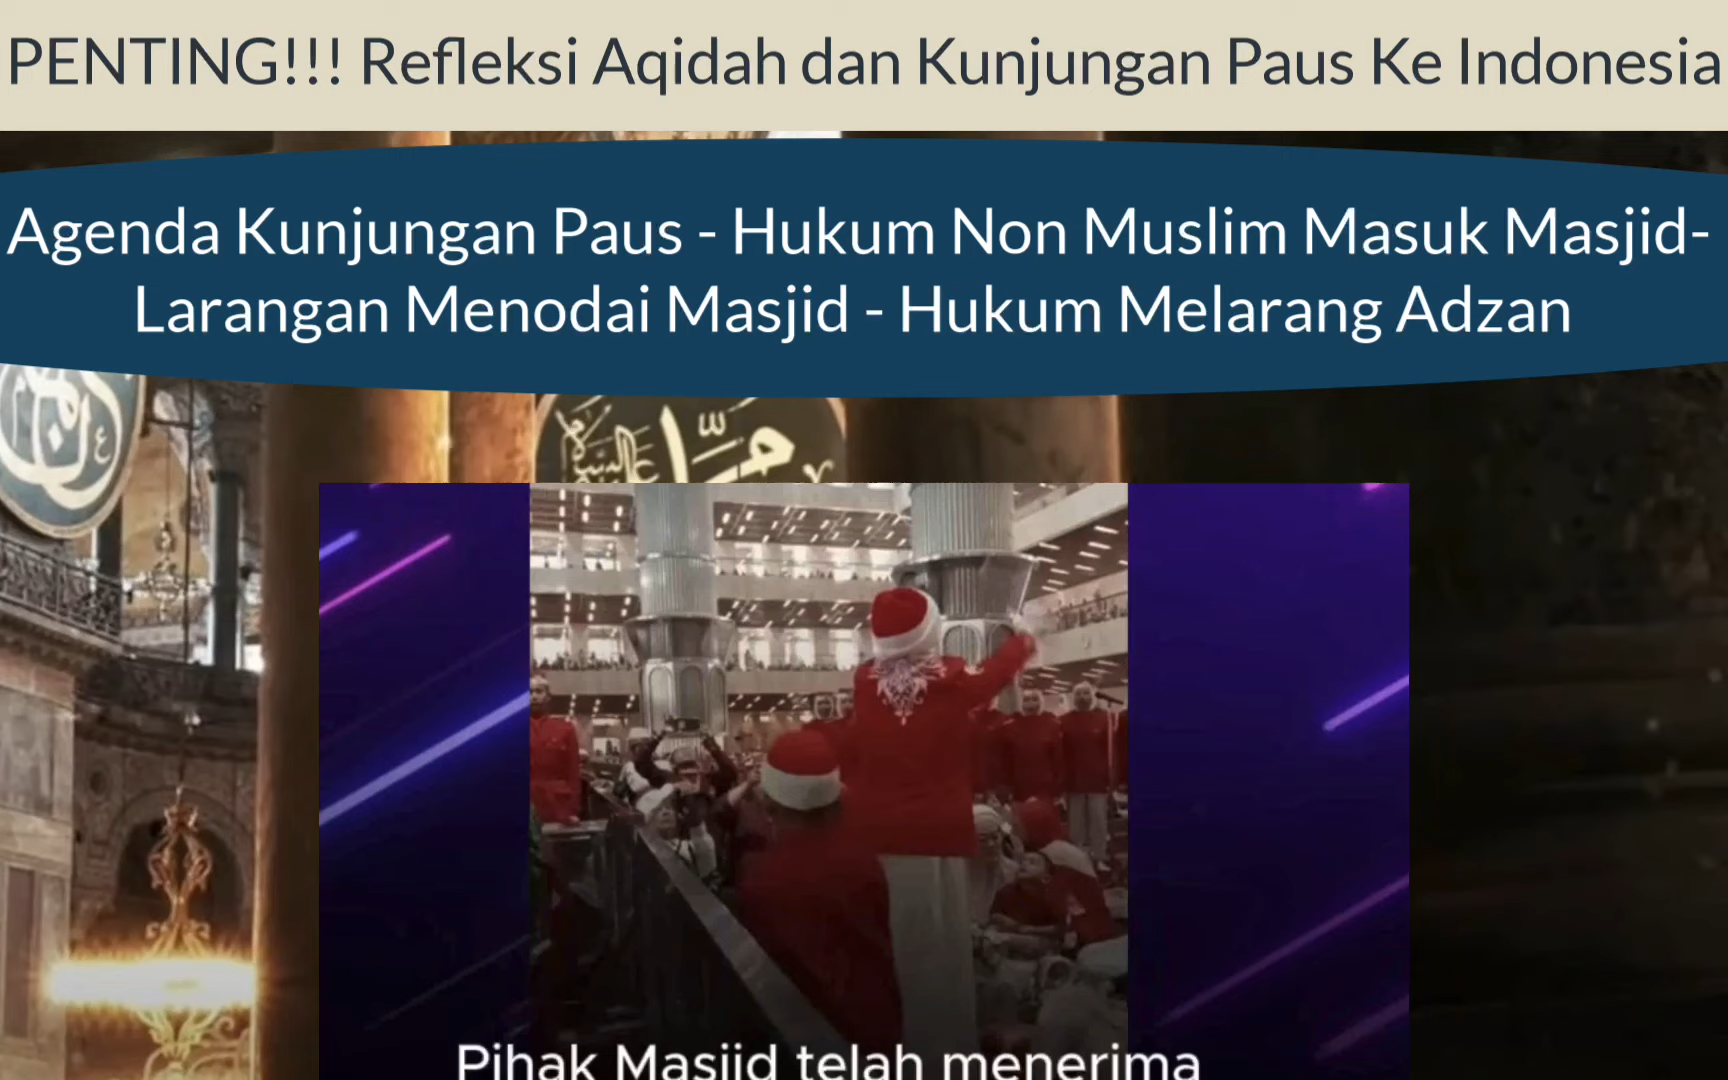 PENTING!!! Refleksi Aqidah dan Kunjungan Paus Ke Indonesia
Agenda Kunjungan Paus - Hukum Non Muslim Masuk Masjid-
Larangan Menodai Masjid - Hukum Melarang Adzan
Pihak Masjid telah menerima